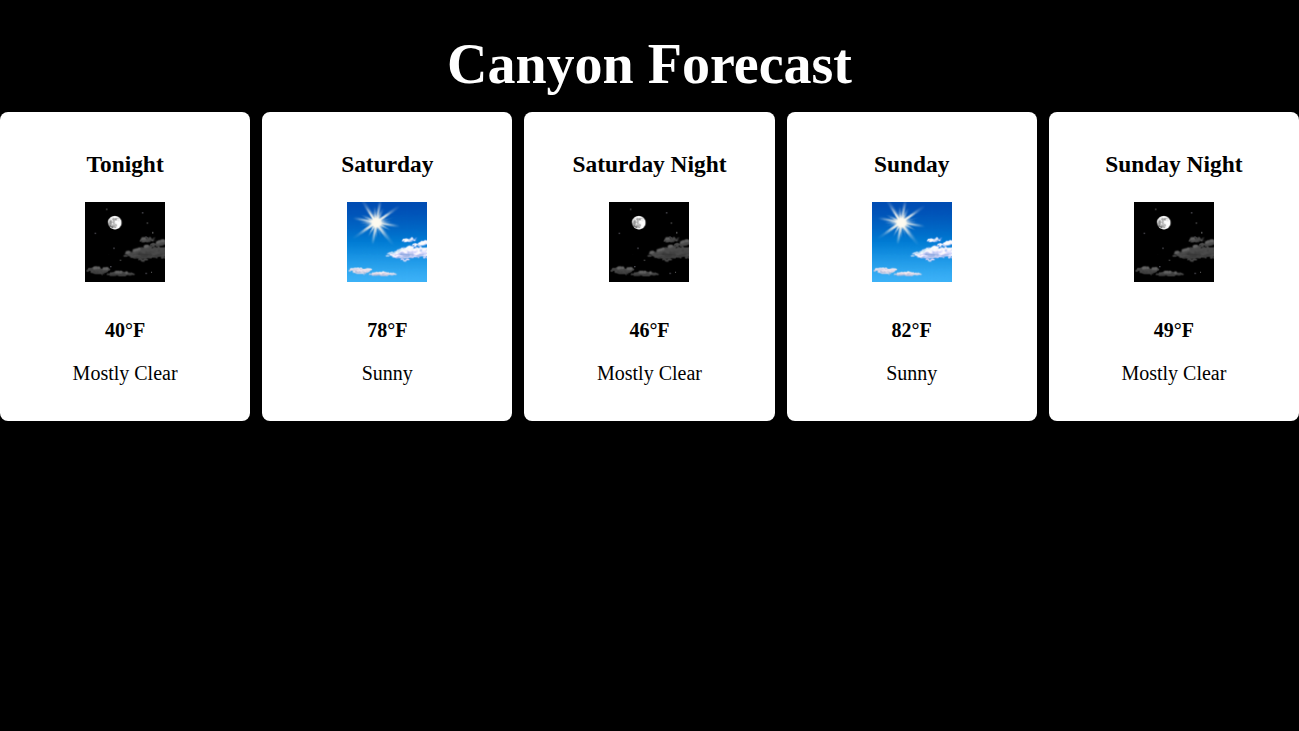 Canyon Forecast
Tonight
40°F
Mostly Clear
Saturday
78°F
Sunny
Saturday Night
46°F
Mostly Clear
Sunday
82°F
Sunny
Sunday Night
49°F
Mostly Clear